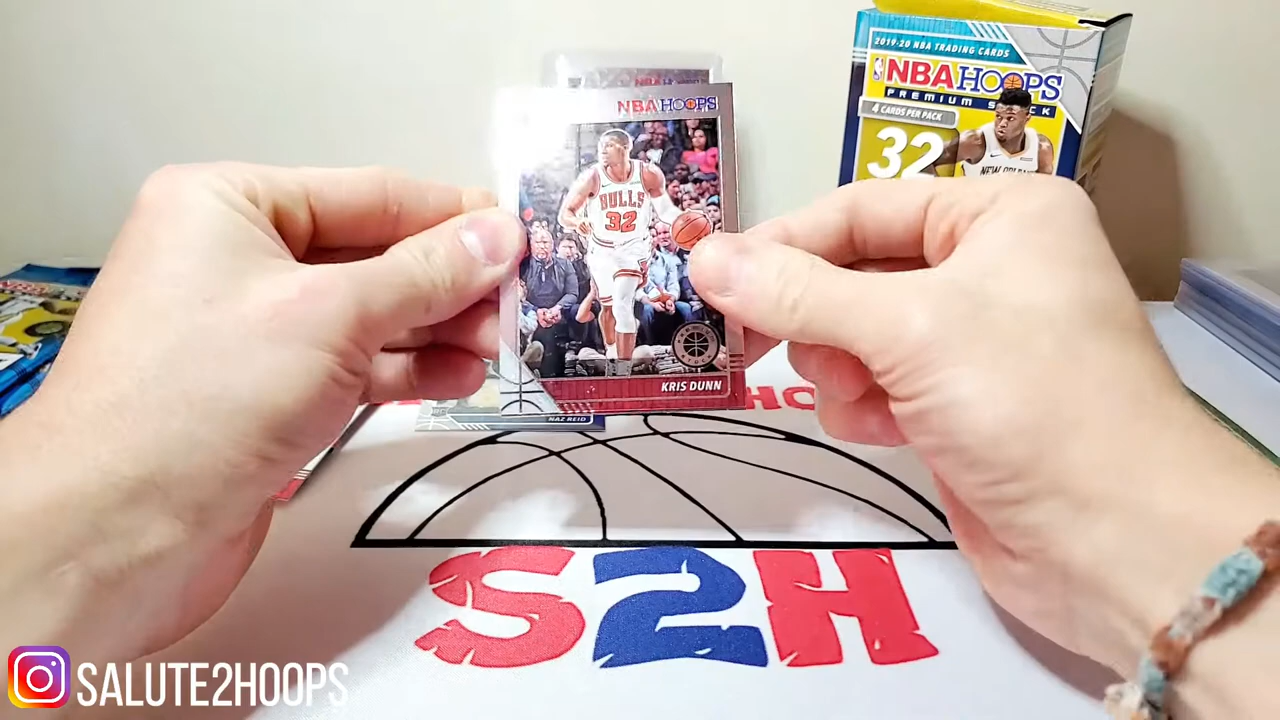 2019-20 NBA TRADING CARDS
NBA HOOPS
PREMIUM STOCK
4 CARDS PER PACK
32
NEW ORLEANS
NBA HOOPS
BULLS
32
KRIS DUNN
RC
NAZ REID
S2H
SALUTE2HOOPS